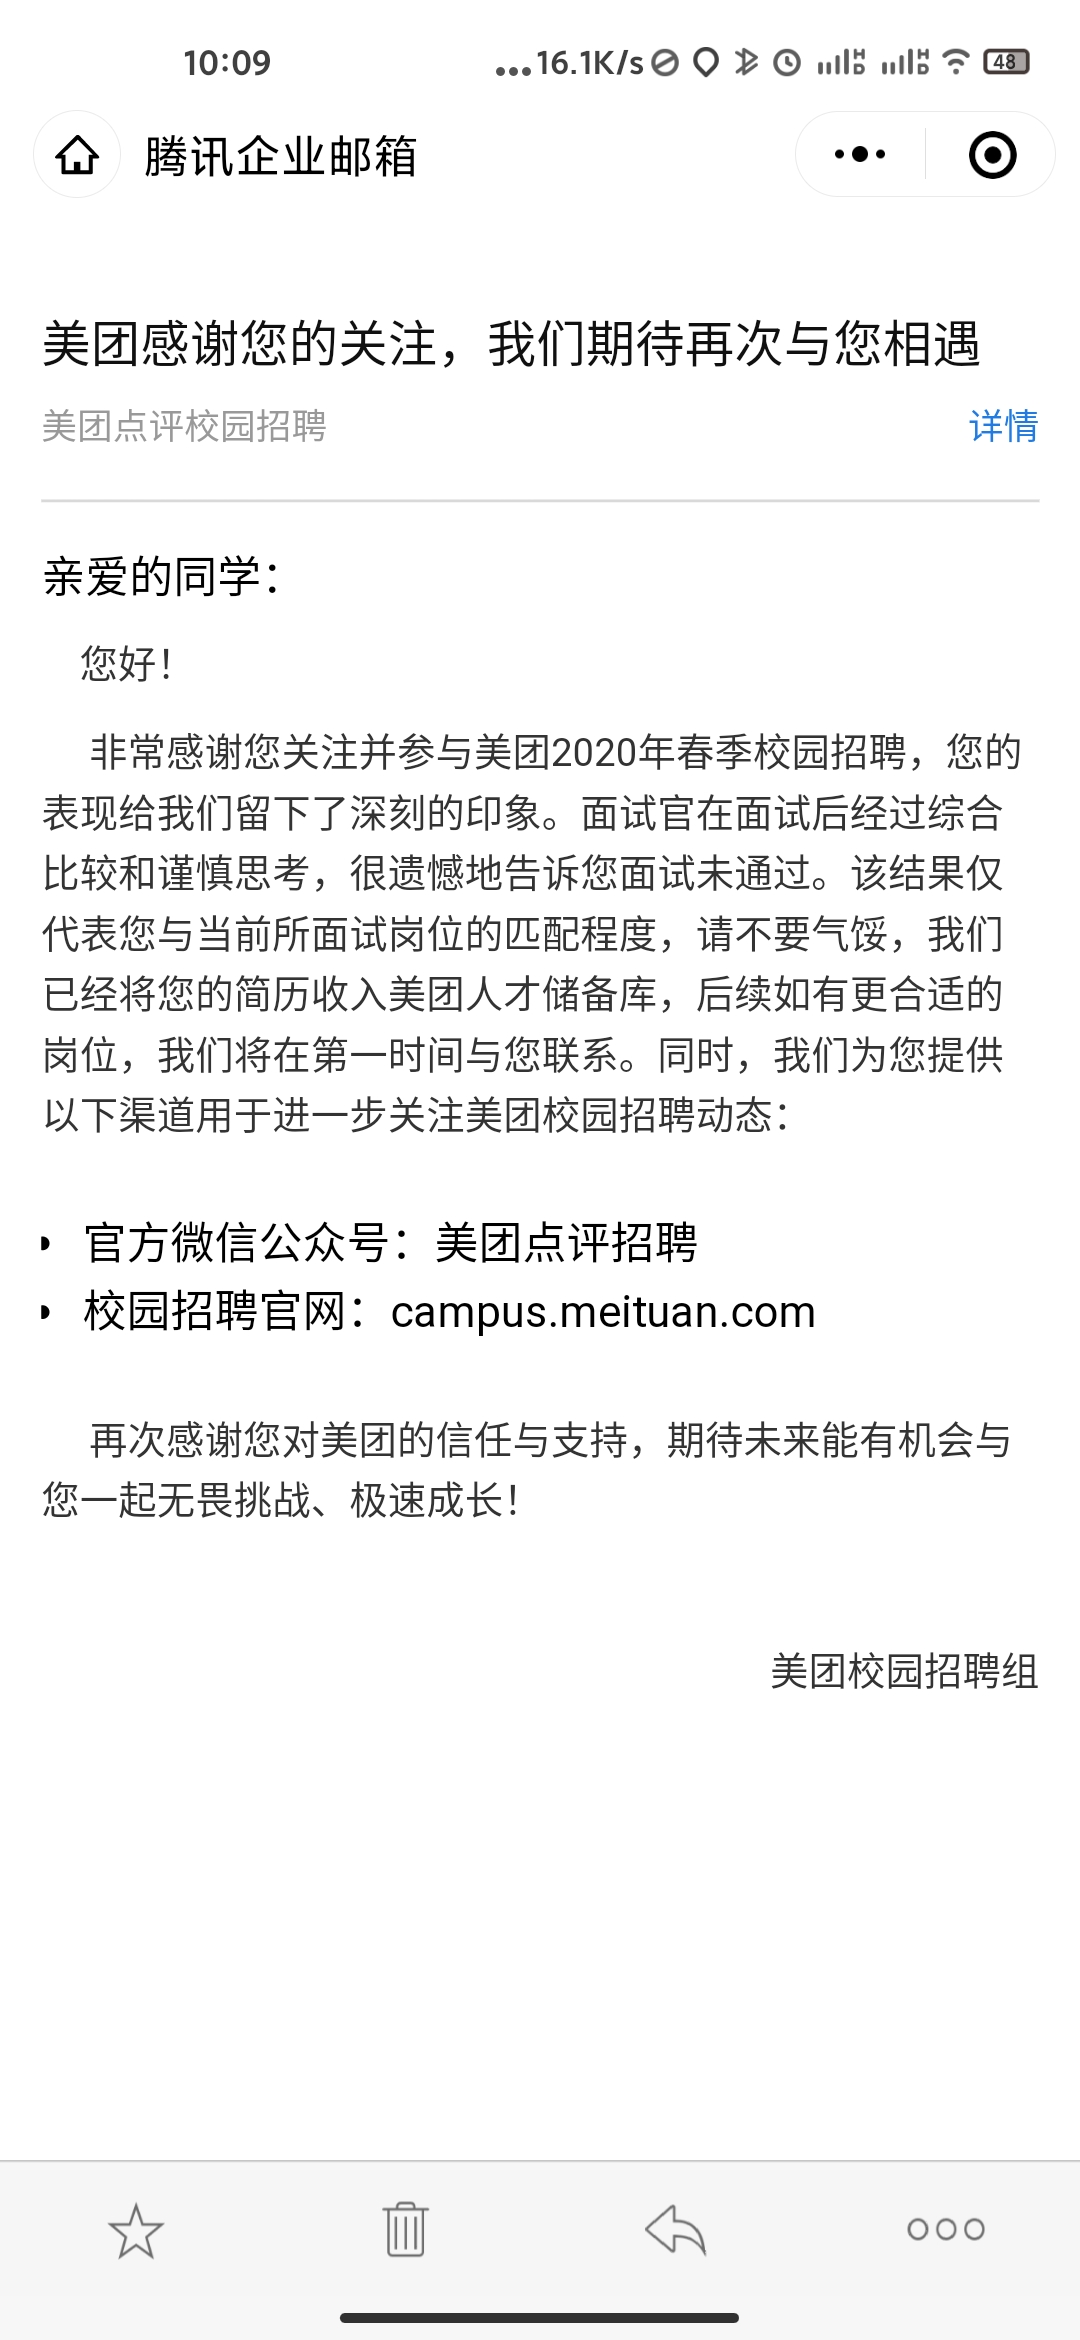 10:09
...16.1K/s
48
腾讯企业邮箱
美团感谢您的关注，我们期待再次与您相遇
美团点评校园招聘
详情
亲爱的同学：
您好！
非常感谢您关注并参与美团2020年春季校园招聘，您的
表现给我们留下了深刻的印象。面试官在面试后经过综合
比较和谨慎思考，很遗憾地告诉您面试未通过。该结果仅
代表您与当前所面试岗位的匹配程度，请不要气馁，我们
已经将您的简历收入美团人才储备库，后续如有更合适的
岗位，我们将在第一时间与您联系。同时，我们为您提供
以下渠道用于进一步关注美团校园招聘动态：
官方微信公众号：美团点评招聘
校园招聘官网：campus.meituan.com
再次感谢您对美团的信任与支持，期待未来能有机会与
您一起无畏挑战、极速成长！
美团校园招聘组